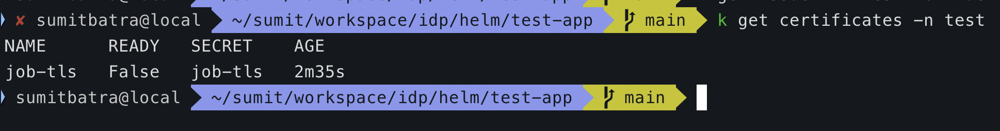 ✘ sumitbatra@local ~/sumit/workspace/idp/helm/test-app main k get certificates -n test
NAME READY SECRET AGE
job-tls False job-tls 2m35s
sumitbatra@local ~/sumit/workspace/idp/helm/test-app main